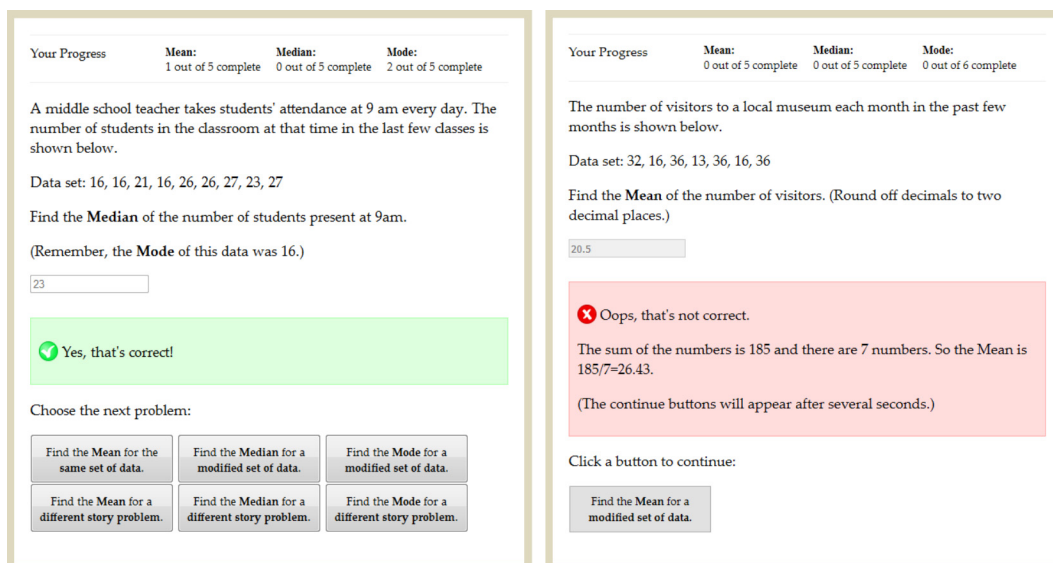 Your Progress
Mean:
1 out of 5 complete
Median:
0 out of 5 complete
Mode:
2 out of 5 complete
A middle school teacher takes students' attendance at 9 am every day. The
number of students in the classroom at that time in the last few classes is
shown below.
Data set: 16, 16, 21, 16, 26, 26, 27, 23, 27
Find the Median of the number of students present at 9am.
(Remember, the Mode of this data was 16.)
23
Yes, that's correct!
Choose the next problem:
Find the Mean for the
same set of data.
Find the Median for a
modified set of data.
Find the Mode for a
modified set of data.
Find the Mean for a
different story problem.
Find the Median for a
different story problem.
Find the Mode for a
different story problem.
Your Progress
Mean:
0 out of 5 complete
Median:
0 out of 5 complete
Mode:
0 out of 6 complete
The number of visitors to a local museum each month in the past few
months is shown below.
Data set: 32, 16, 36, 13, 36, 16, 36
Find the Mean of the number of visitors. (Round off decimals to two
decimal places.)
20.5
Oops, that's not correct.
The sum of the numbers is 185 and there are 7 numbers. So the Mean is
185/7=26.43.
(The continue buttons will appear after several seconds.)
Click a button to continue:
Find the Mean for a
modified set of data.